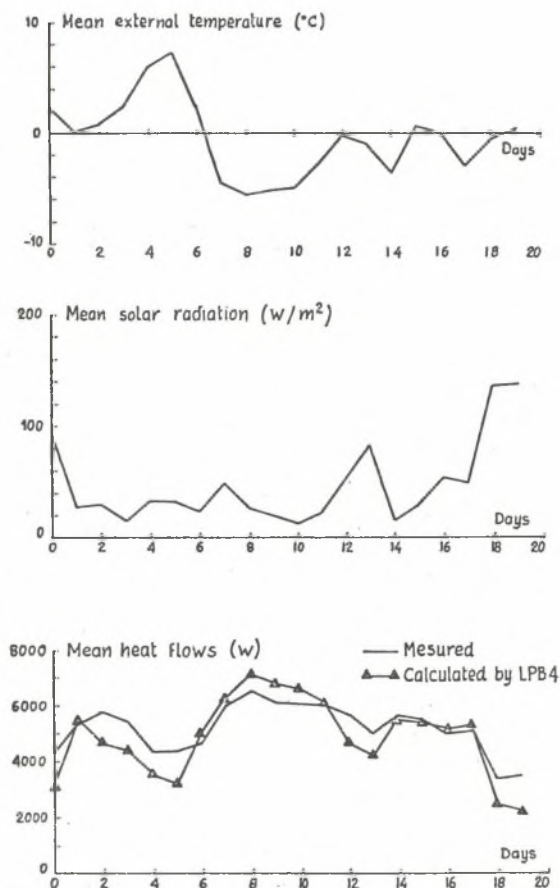 Mean external temperature (°C)
10
0
-10
Days
0 2 4 6 8 10 12 14 16 18 20
Mean solar radiation (W/m²)
200
100
0
Days
0 2 4 6 8 10 12 14 16 18 20
Mean heat flows (W)
8000
6000
4000
2000
0
Mesured
Calculated by LPB4
Days
0 2 4 6 8 10 12 14 16 18 20